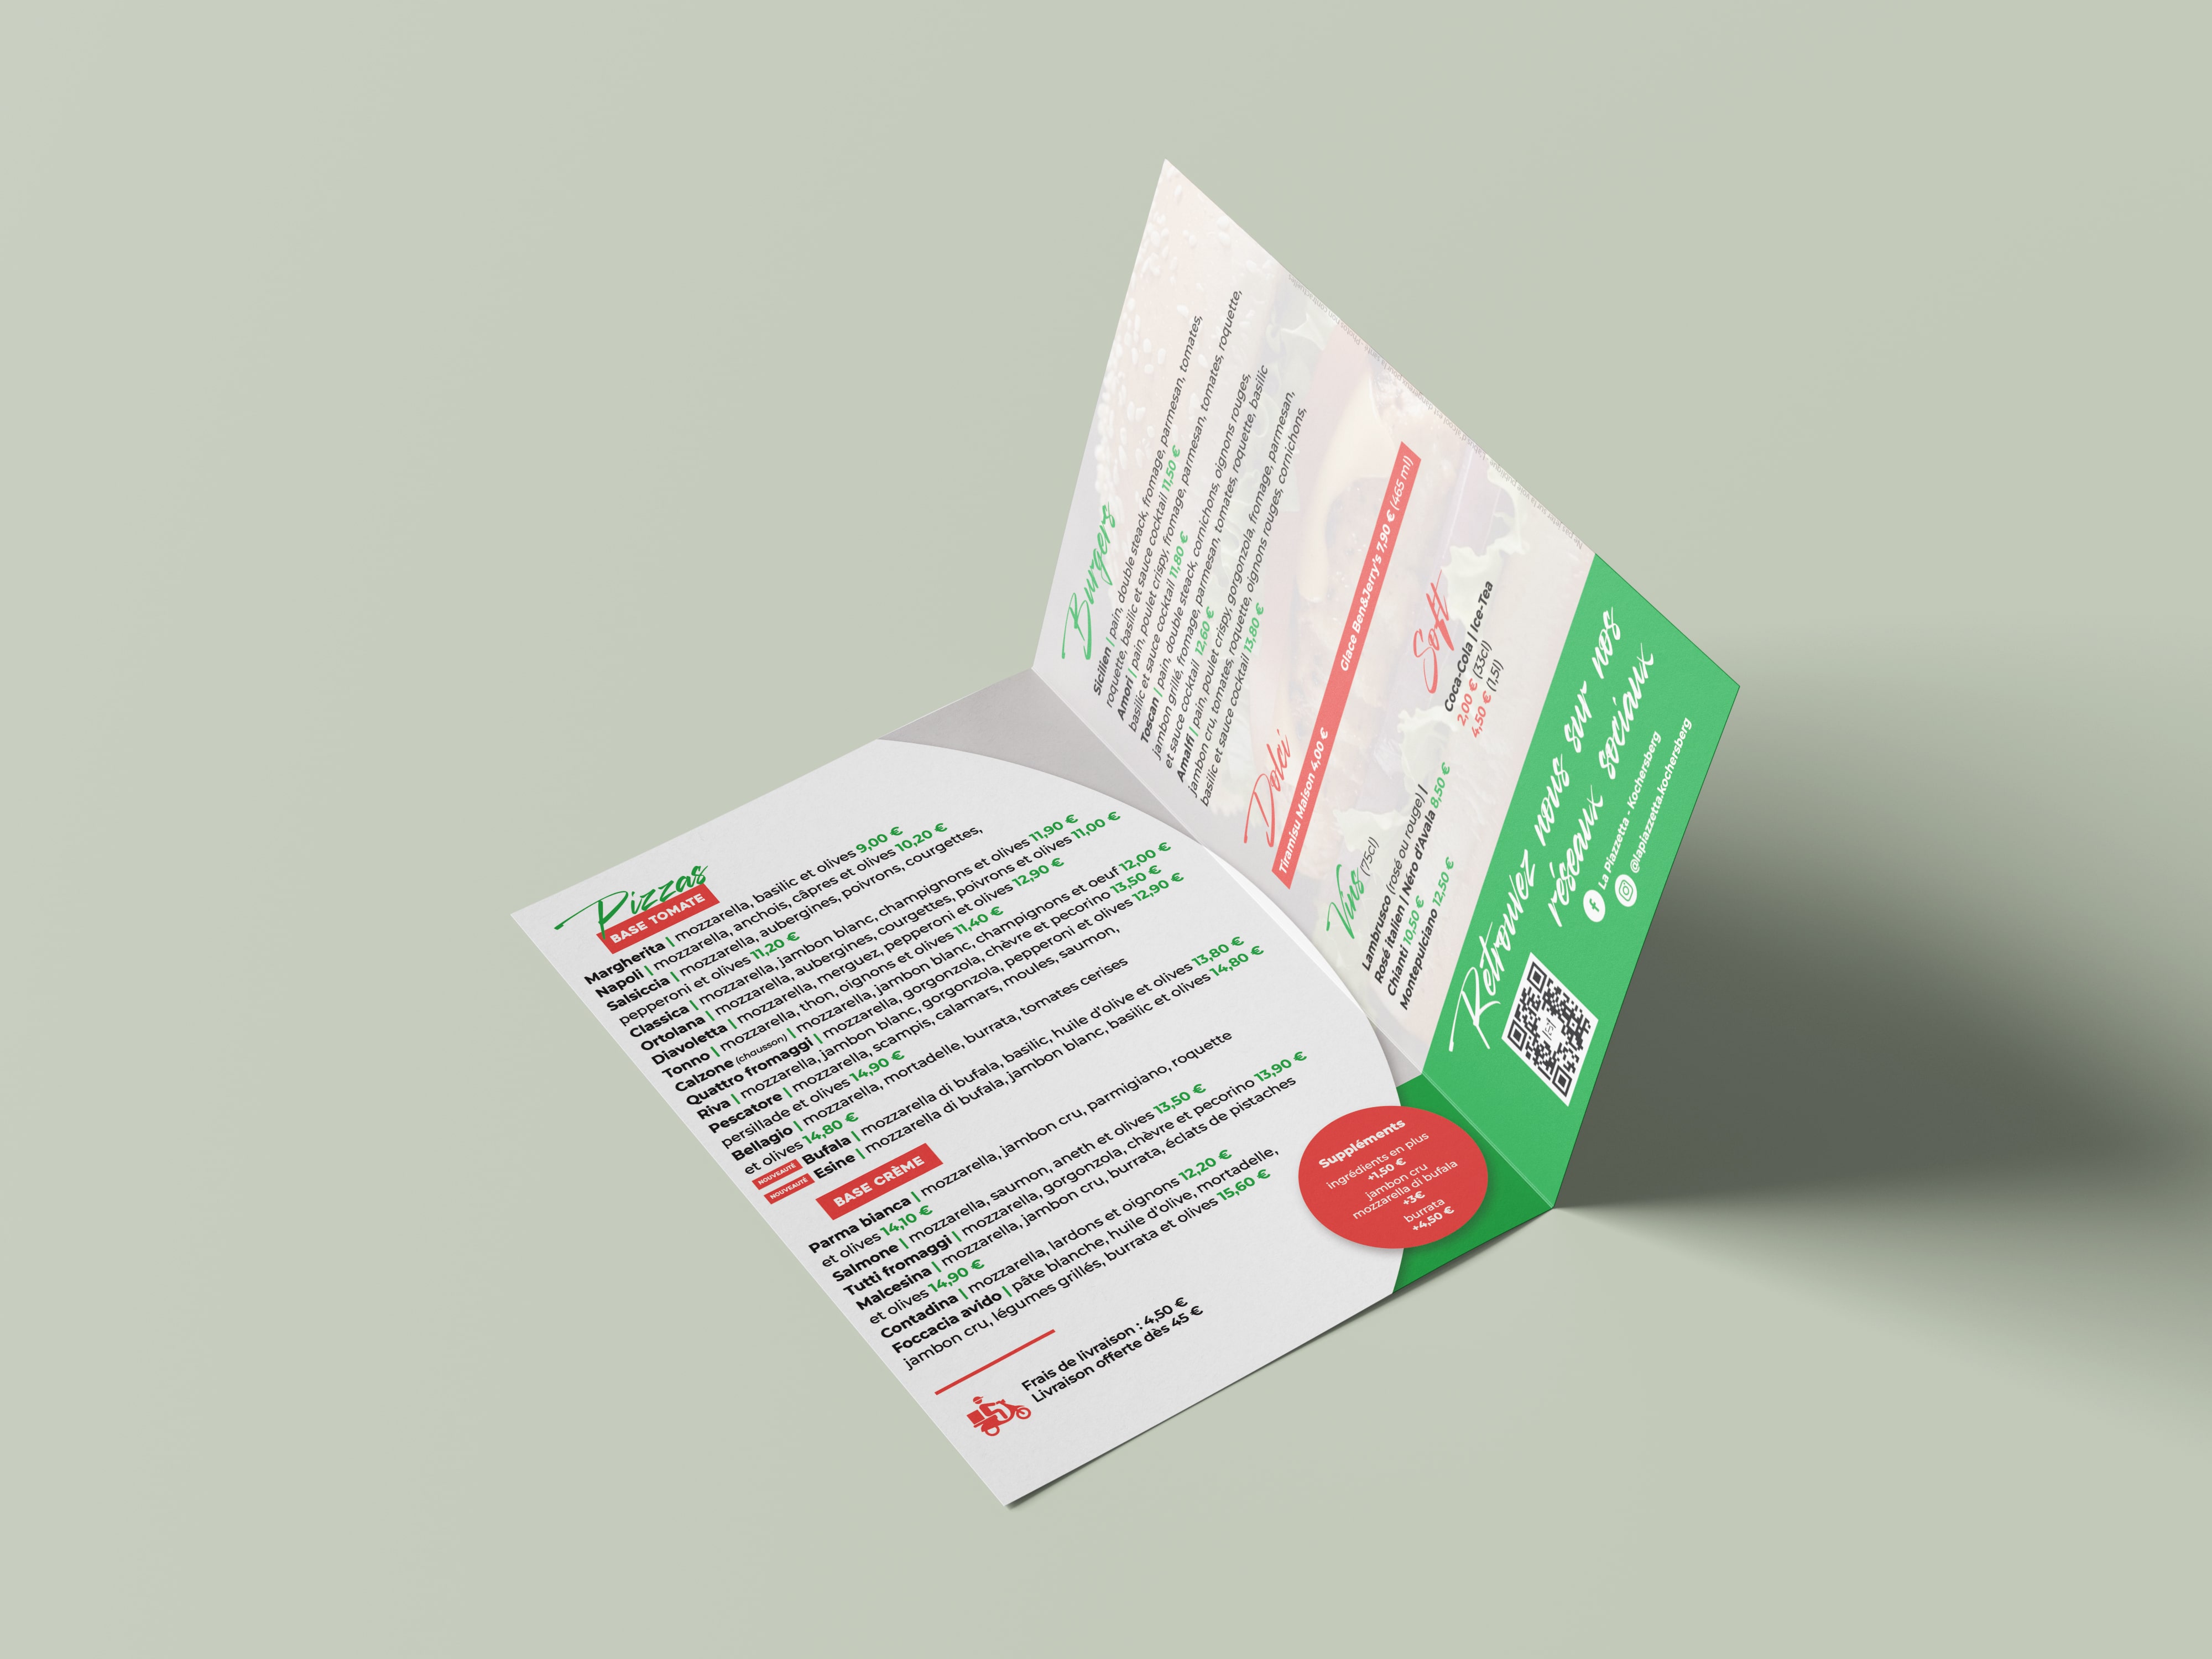 Pizzas
BASE TOMATE
Margherita | mozzarella, basilic et olives 9,00 €
Napoli | mozzarella, anchois, câpres et olives 10,20 €
Salsiccia | mozzarella, aubergines, poivrons, courgettes,
pepperoni et olives 11,20 €
Classica | mozzarella, jambon blanc, champignons et olives 11,90 €
Ortolana | mozzarella, aubergines, courgettes, poivrons et olives 11,00 €
Diavoletta | mozzarella, merguez, pepperoni et olives 12,90 €
Tonno | mozzarella, thon, oignons et olives 11,40 €
Calzone (chausson) | mozzarella, jambon blanc, champignons et oeuf 12,00 €
Quattro fromaggi | mozzarella, gorgonzola, chèvre et pecorino 13,50 €
Riva | mozzarella, jambon blanc, gorgonzola, pepperoni et olives 12,90 €
Pescatore | mozzarella, scampis, calamars, moules, saumon,
persillade et olives 14,90 €
Bellagio | mozzarella, mortadelle, burrata, tomates cerises
et olives 14,80 €
NOUVEAUTÉ Bufala | mozzarella di bufala, basilic, huile d'olive et olives 13,80 €
NOUVEAUTÉ Esine | mozzarella di bufala, jambon blanc, basilic et olives 14,80 €
BASE CRÈME
Parma bianca | mozzarella, jambon cru, parmigiano, roquette
et olives 14,10 €
Salmone | mozzarella, saumon, aneth et olives 13,50 €
Tutti fromaggi | mozzarella, gorgonzola, chèvre et pecorino 13,90 €
Malcesina | mozzarella, jambon cru, burrata, éclats de pistaches
et olives 14,90 €
Contadina | mozzarella, lardons et oignons 12,20 €
Foccacia avido | pâte blanche, huile d'olive, mortadelle,
jambon cru, légumes grillés, burrata et olives 15,60 €
Frais de livraison : 4,50 €
Livraison offerte dès 45 €
Suppléments
ingrédients en plus
+1,50 €
jambon cru
mozzarella di bufala
+3€
burrata
+4,50 €
Burgers
Sicilien | pain, double steack, fromage, parmesan, tomates,
roquette, basilic et sauce cocktail 11,50 €
Amori | pain, poulet crispy, fromage, parmesan, tomates, roquette,
basilic et sauce cocktail 11,80 €
Toscan | pain, double steack, cornichons, oignons rouges,
jambon grillé, fromage, parmesan, tomates, roquette, basilic
et sauce cocktail 12,60 €
Amalfi | pain, poulet crispy, gorgonzola, fromage, parmesan,
jambon cru, tomates, roquette, oignons rouges, cornichons,
basilic et sauce cocktail 13,80 €
Dolci
Tiramisu Maison 4,00 € Glace Ben&Jerry's 7,90 € (465 ml)
Vins (75cl)
Lambrusco (rosé ou rouge) |
Rosé italien | Néro d'Avala 8,50 €
Chianti 10,50 €
Montepulciano 12,50 €
Soft
Coca-Cola | Ice-Tea
2,00 € (33cl)
4,50 € (1,5l)
Retrouvez nous sur nos
réseaux sociaux
La Piazzetta - Kochersberg
@lapiazzetta.kochersberg